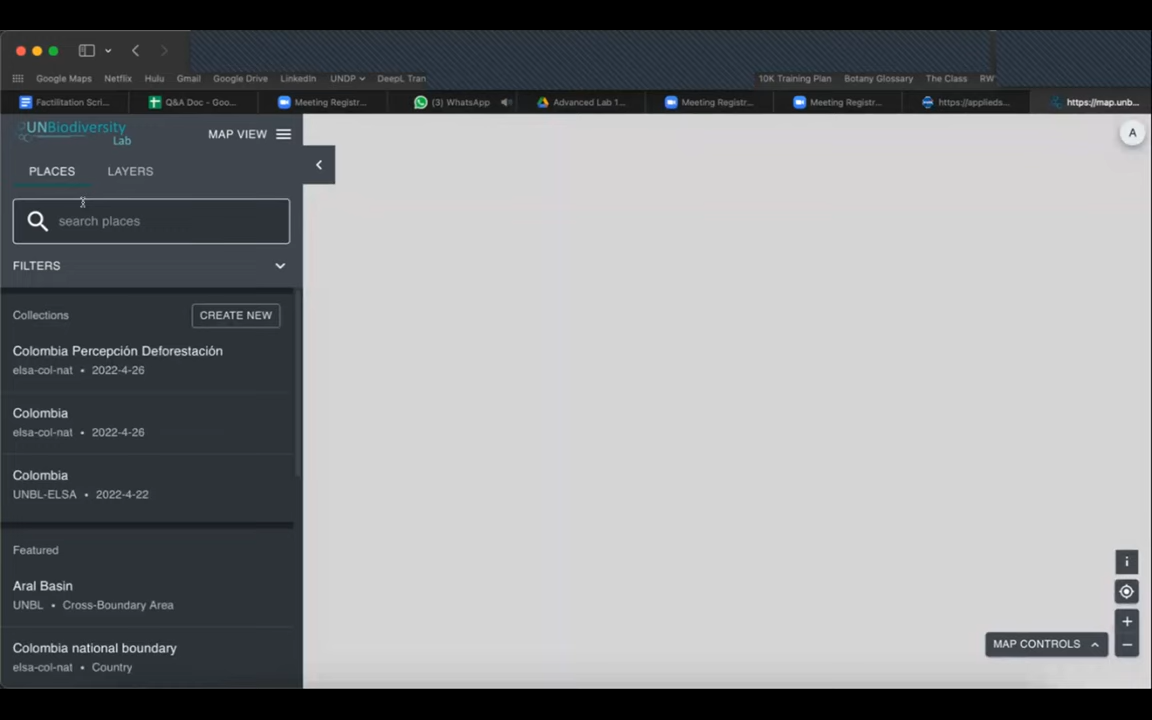 Google Maps Netflix Hulu Gmail Google Drive LinkedIn UNDP DeepL Tran 10K Training Plan Botany Glossary The Class RW
Factilitation Scri... Q&A Doc - Goo... Meeting Registr... (3) WhatsApp Advanced Lab 1... Meeting Registr... Meeting Registr... https://applieds... https://map.unb...
UNBiodiversity
Lab
MAP VIEW
A
PLACES LAYERS
search places
FILTERS
Collections CREATE NEW
Colombia Percepción Deforestación
elsa-col-nat • 2022-4-26
Colombia
elsa-col-nat • 2022-4-26
Colombia
UNBL-ELSA • 2022-4-22
Featured
Aral Basin
UNBL • Cross-Boundary Area
Colombia national boundary
elsa-col-nat • Country
i
+
MAP CONTROLS
−